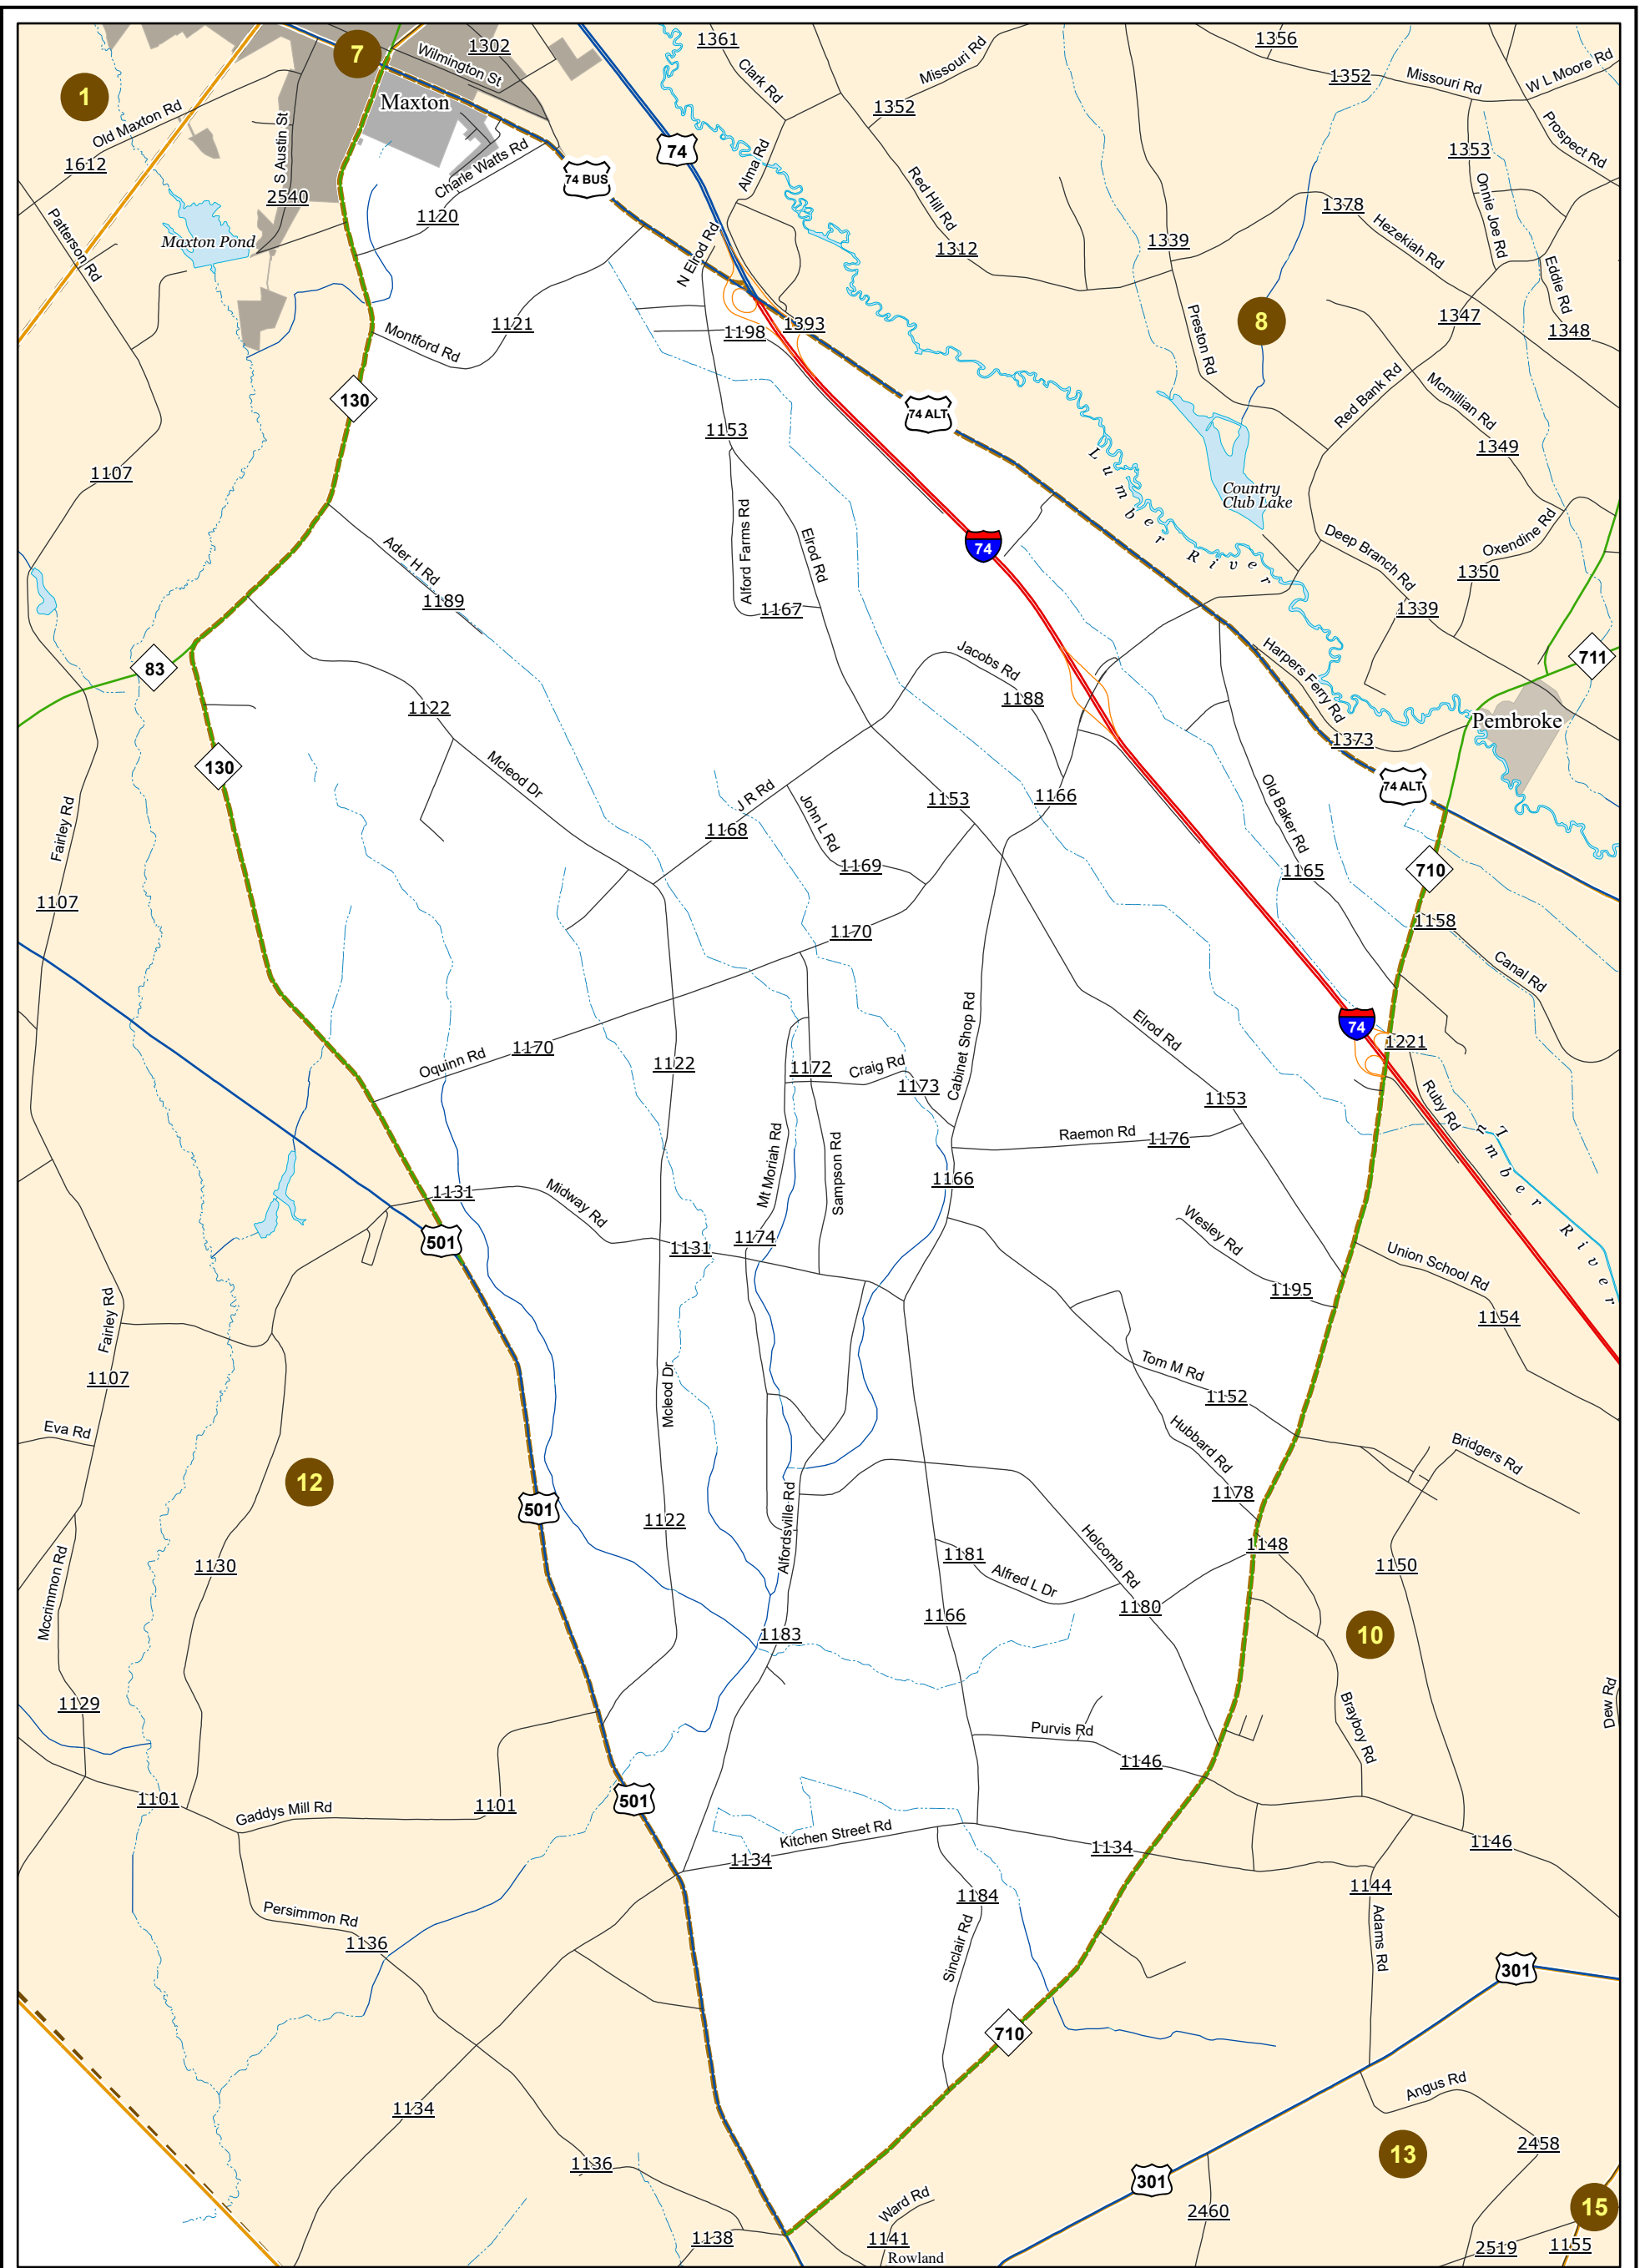 1361
1302
Wilmington St
7
Maxton
1
Old Maxton Rd
1612
S Austin St
2540
Patterson Rd
Maxton Pond
Charle Watts Rd
1120
74 BUS
74
Clark Rd
Alma Rd
Missouri Rd
1352
Red Hill Rd
1312
1356
1352
Missouri Rd
W L Moore Rd
Prospect Rd
1353
Onnie Joe Rd
1378
Hezekiah Rd
1339
Eddie Rd
1348
1347
8
Preston Rd
N Elrod Rd
1393
1198
1121
Montford Rd
130
74 ALT
Red Bank Rd
Mcmillian Rd
1349
1153
1107
Lumber River
Country
Club Lake
Alford Farms Rd
Elrod Rd
74
Deep Branch Rd
Oxendine Rd
1350
1339
Ader H Rd
1189
1167
83
711
Harpers Ferry Rd
Pembroke
1373
74 ALT
Jacobs Rd
1188
1122
130
Mcleod Dr
J R Rd
1168
John L Rd
1169
1153
1166
Old Baker Rd
1165
710
Fairley Rd
1107
1170
1158
Canal Rd
Oquinn Rd
1170
1122
1172
Craig Rd
1173
Cabinet Shop Rd
Elrod Rd
74
1221
Ruby Rd
1153
Raemon Rd
1176
Lumber River
Mt Moriah Rd
Sampson Rd
1166
1131
Midway Rd
501
1174
1131
Wesley Rd
1195
Union School Rd
1154
Fairley Rd
1107
Mcleod Dr
Tom M Rd
1152
Eva Rd
12
Hubbard Rd
1178
Bridgers Rd
501
Alfordsville Rd
1122
1148
1150
1130
Mccrimmon Rd
1181
Alfred L Dr
Holcomb Rd
1180
1166
1183
10
1129
Purvis Rd
1146
Brayboy Rd
Dew Rd
1101
Gaddys Mill Rd
1101
501
Kitchen Street Rd
1134
1134
1146
1184
Sinclair Rd
1144
Adams Rd
Persimmon Rd
1136
301
710
1134
Angus Rd
1136
13
2458
301
15
1138
Ward Rd
1141
Rowland
2460
2519
1155